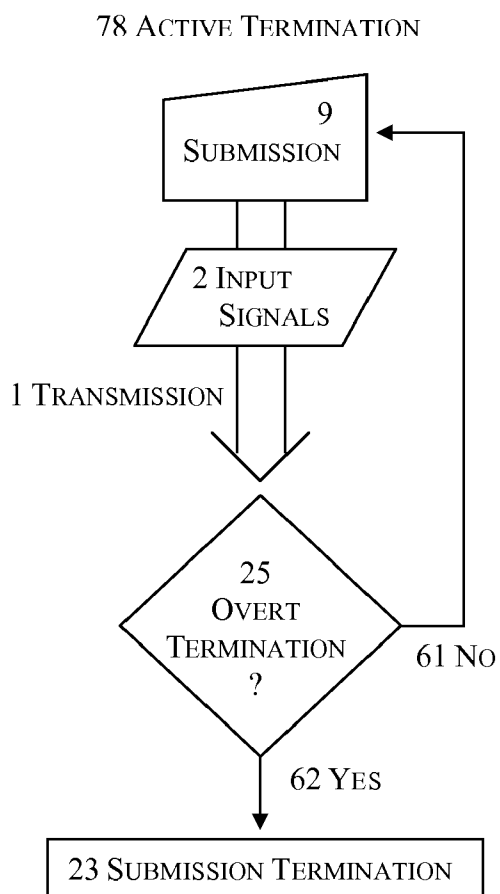 78 ACTIVE TERMINATION
9
SUBMISSION
2 INPUT
SIGNALS
1 TRANSMISSION
25
OVERT
TERMINATION
?
61 NO
62 YES
23 SUBMISSION TERMINATION